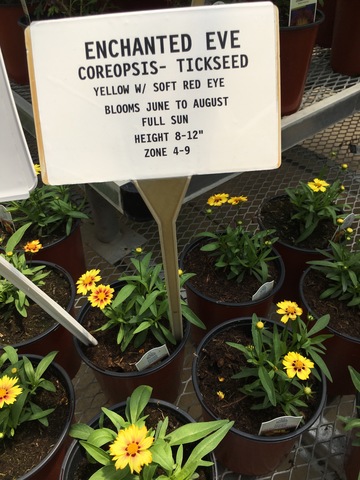 ENCHANTED EVE
COREOPSIS- TICKSEED
YELLOW W/ SOFT RED EYE
BLOOMS JUNE TO AUGUST
FULL SUN
HEIGHT 8-12"
ZONE 4-9